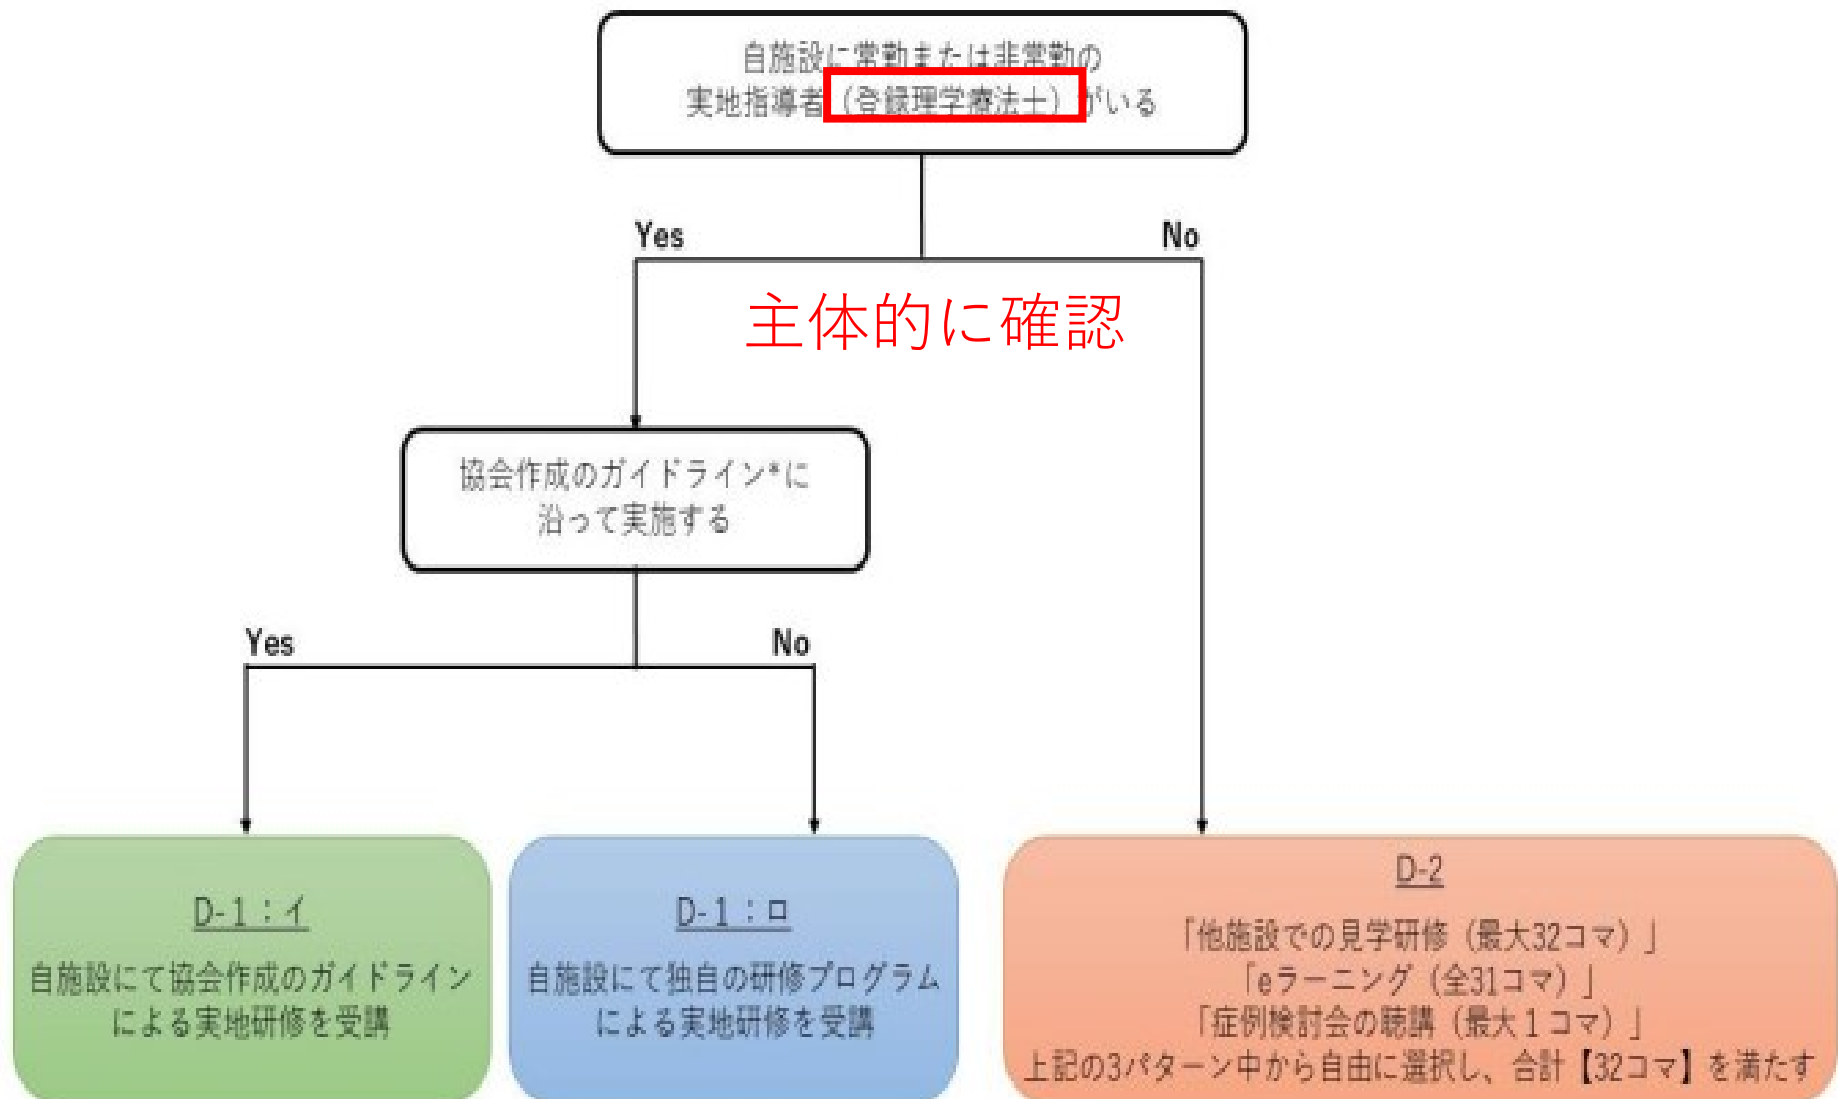 自施設に常勤または非常勤の
実地指導者（登録理学療法士）がいる
Yes
No
主体的に確認
協会作成のガイドライン*に
沿って実施する
Yes
No
D-1：イ
自施設にて協会作成のガイドライン
による実地研修を受講
D-1：ロ
自施設にて独自の研修プログラム
による実地研修を受講
D-2
「他施設での見学研修（最大32コマ）」
「eラーニング（全31コマ）」
「症例検討会の聴講（最大１コマ）」
上記の3パターン中から自由に選択し、合計【32コマ】を満たす